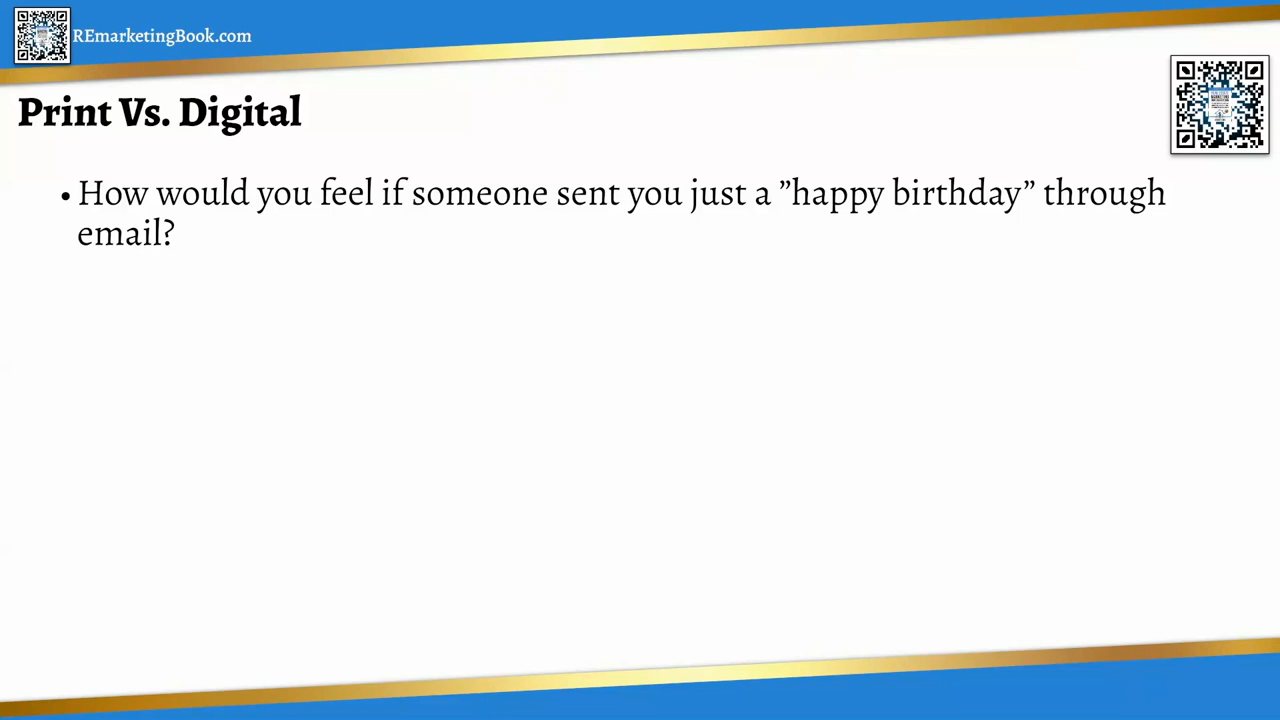 REmarketingBook.com
Print Vs. Digital
• How would you feel if someone sent you just a ”happy birthday” through
email?